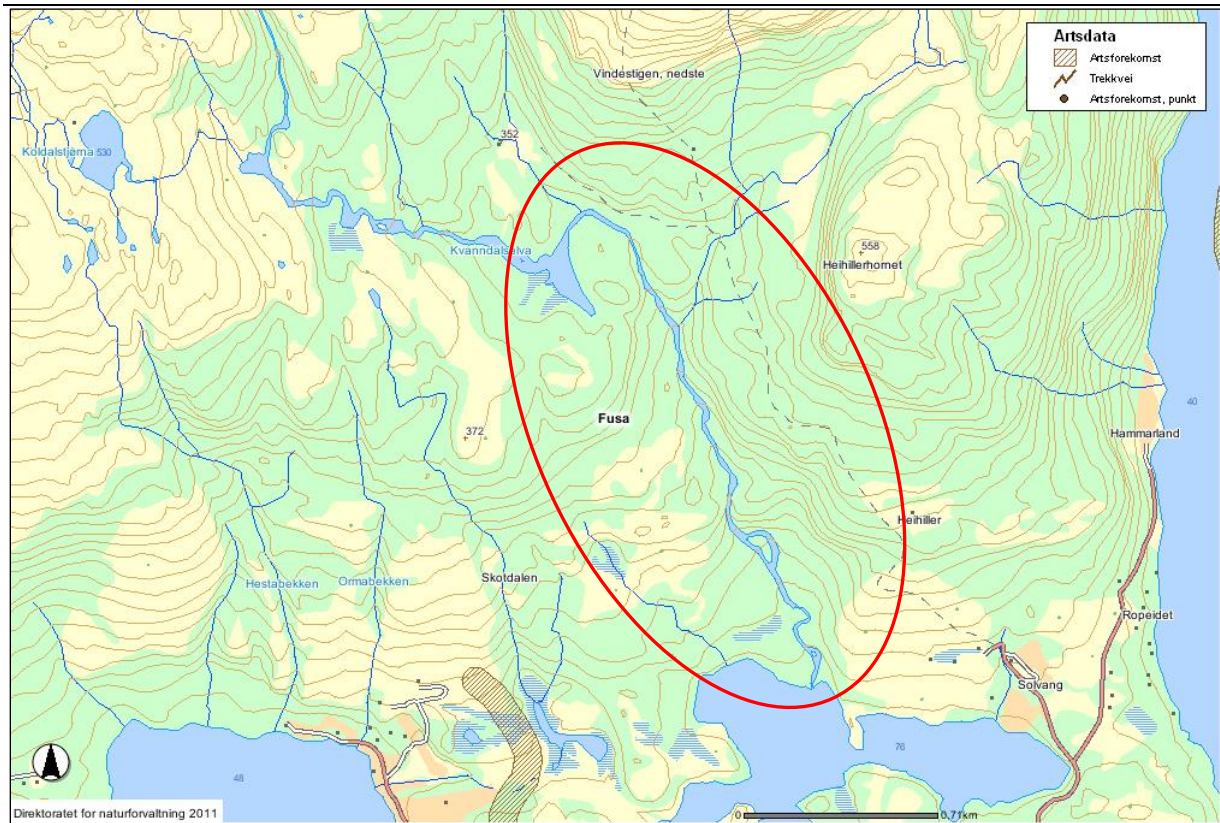 Artsdata
Artsforekomst
Trekkvei
Artsforekomst, punkt
Vindestigen, nedste
352
Koldalstjerna 530
Kvanndalselva
558
Heihillerhornet
40
Fusa
372
Hammarland
Heihiller
Skotdalen
Hestabekken
Ormabekken
Ropeidet
Solvang
76
48
Direktoratet for naturforvaltning 2011
0
0.71km